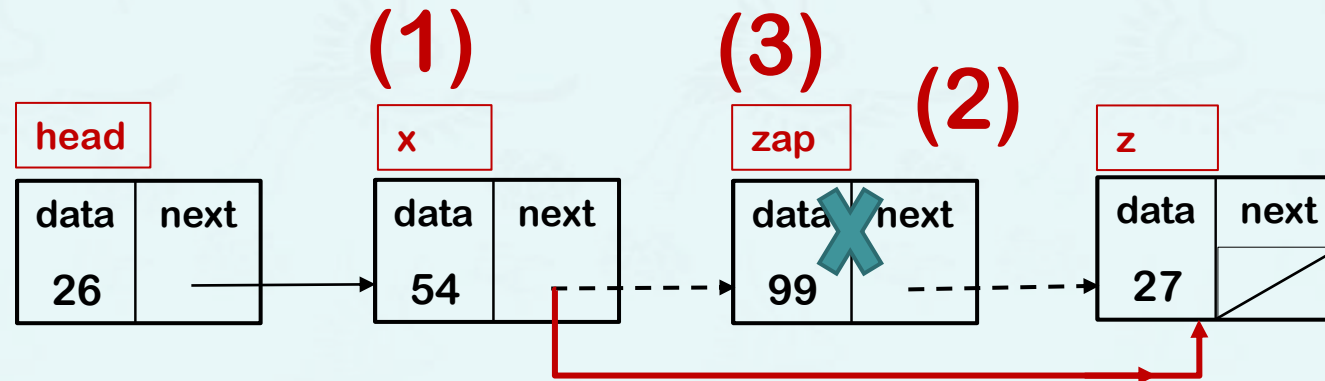 (1) (3) (2)
head x zap z
data next data next data next data next
26 54 99 27